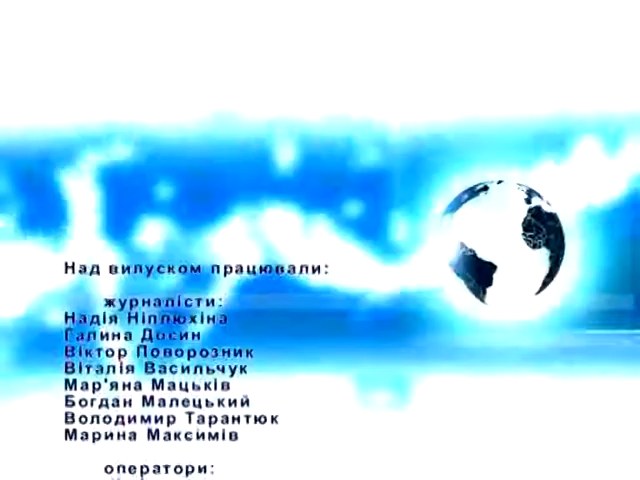 Над випуском працювали:
журналісти:
Надія Ніплюхіна
Галина Досин
Віктор Поворозник
Віталія Васильчук
Мар'яна Мацьків
Богдан Малецький
Володимир Тарантюк
Марина Максимів
оператори: